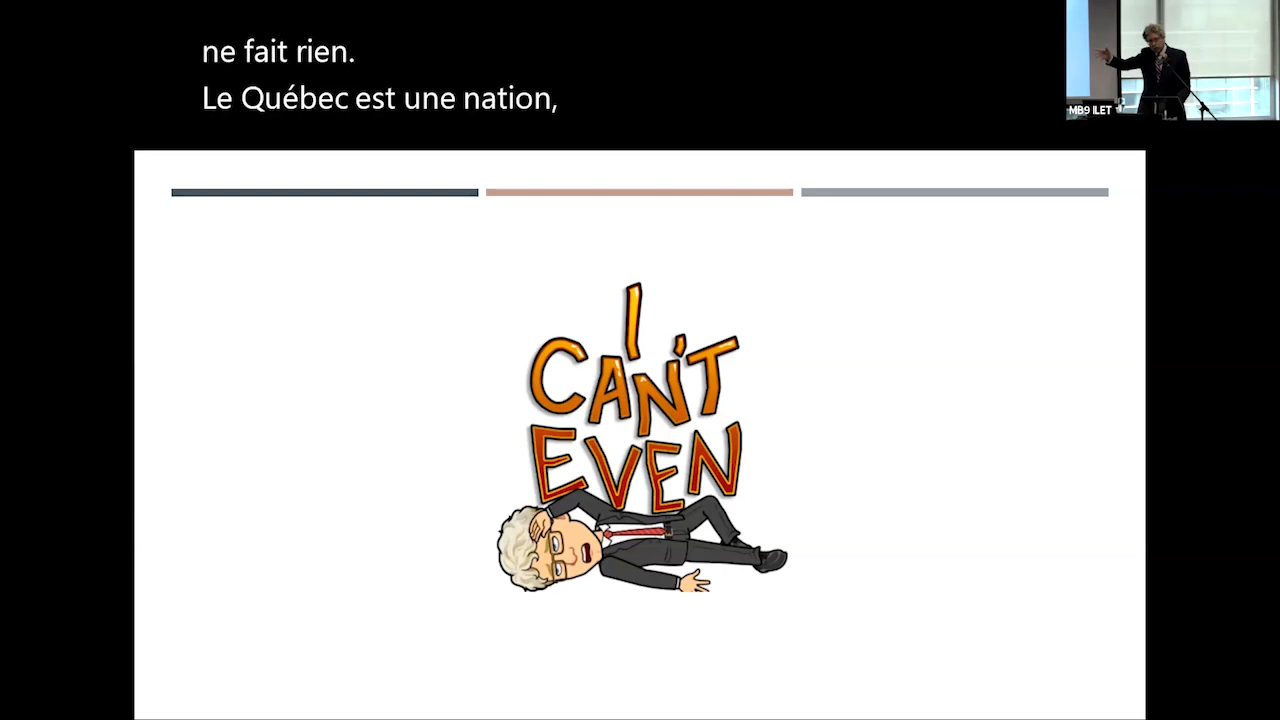 ne fait rien.
Le Québec est une nation,
MB9 ILET
I
CAN'T
EVEN